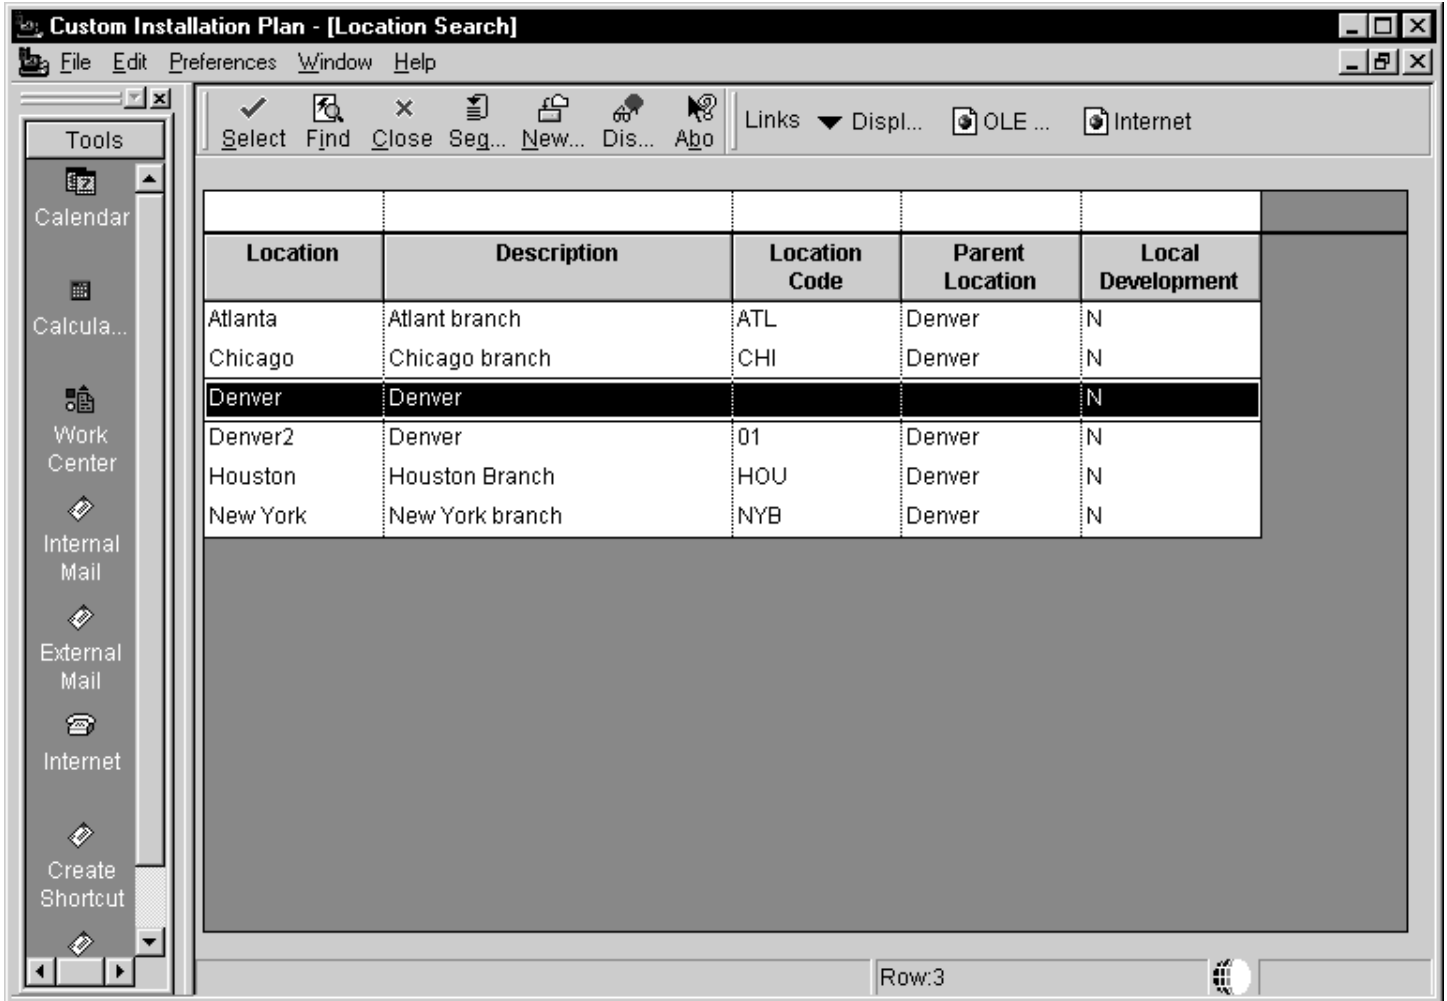 Custom Installation Plan - [Location Search]
File Edit Preferences Window Help
Tools
Calendar
Calcula...
Work
Center
Internal
Mail
External
Mail
Internet
Create
Shortcut
Select Find Close Seq... New... Dis... Abo
Links Displ... OLE ... Internet
Location Description Location Code Parent Location Local Development
Atlanta Atlant branch ATL Denver N
Chicago Chicago branch CHI Denver N
Denver Denver N
Denver2 Denver 01 Denver N
Houston Houston Branch HOU Denver N
New York New York branch NYB Denver N
Row:3